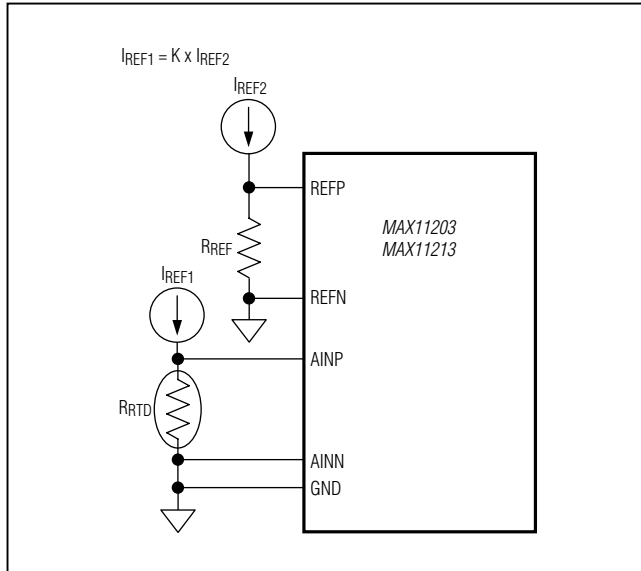 IREF1 = K x IREF2
IREF2
REFP
MAX11203
MAX11213
RREF
IREF1
REFN
AINP
RRTD
AINN
GND